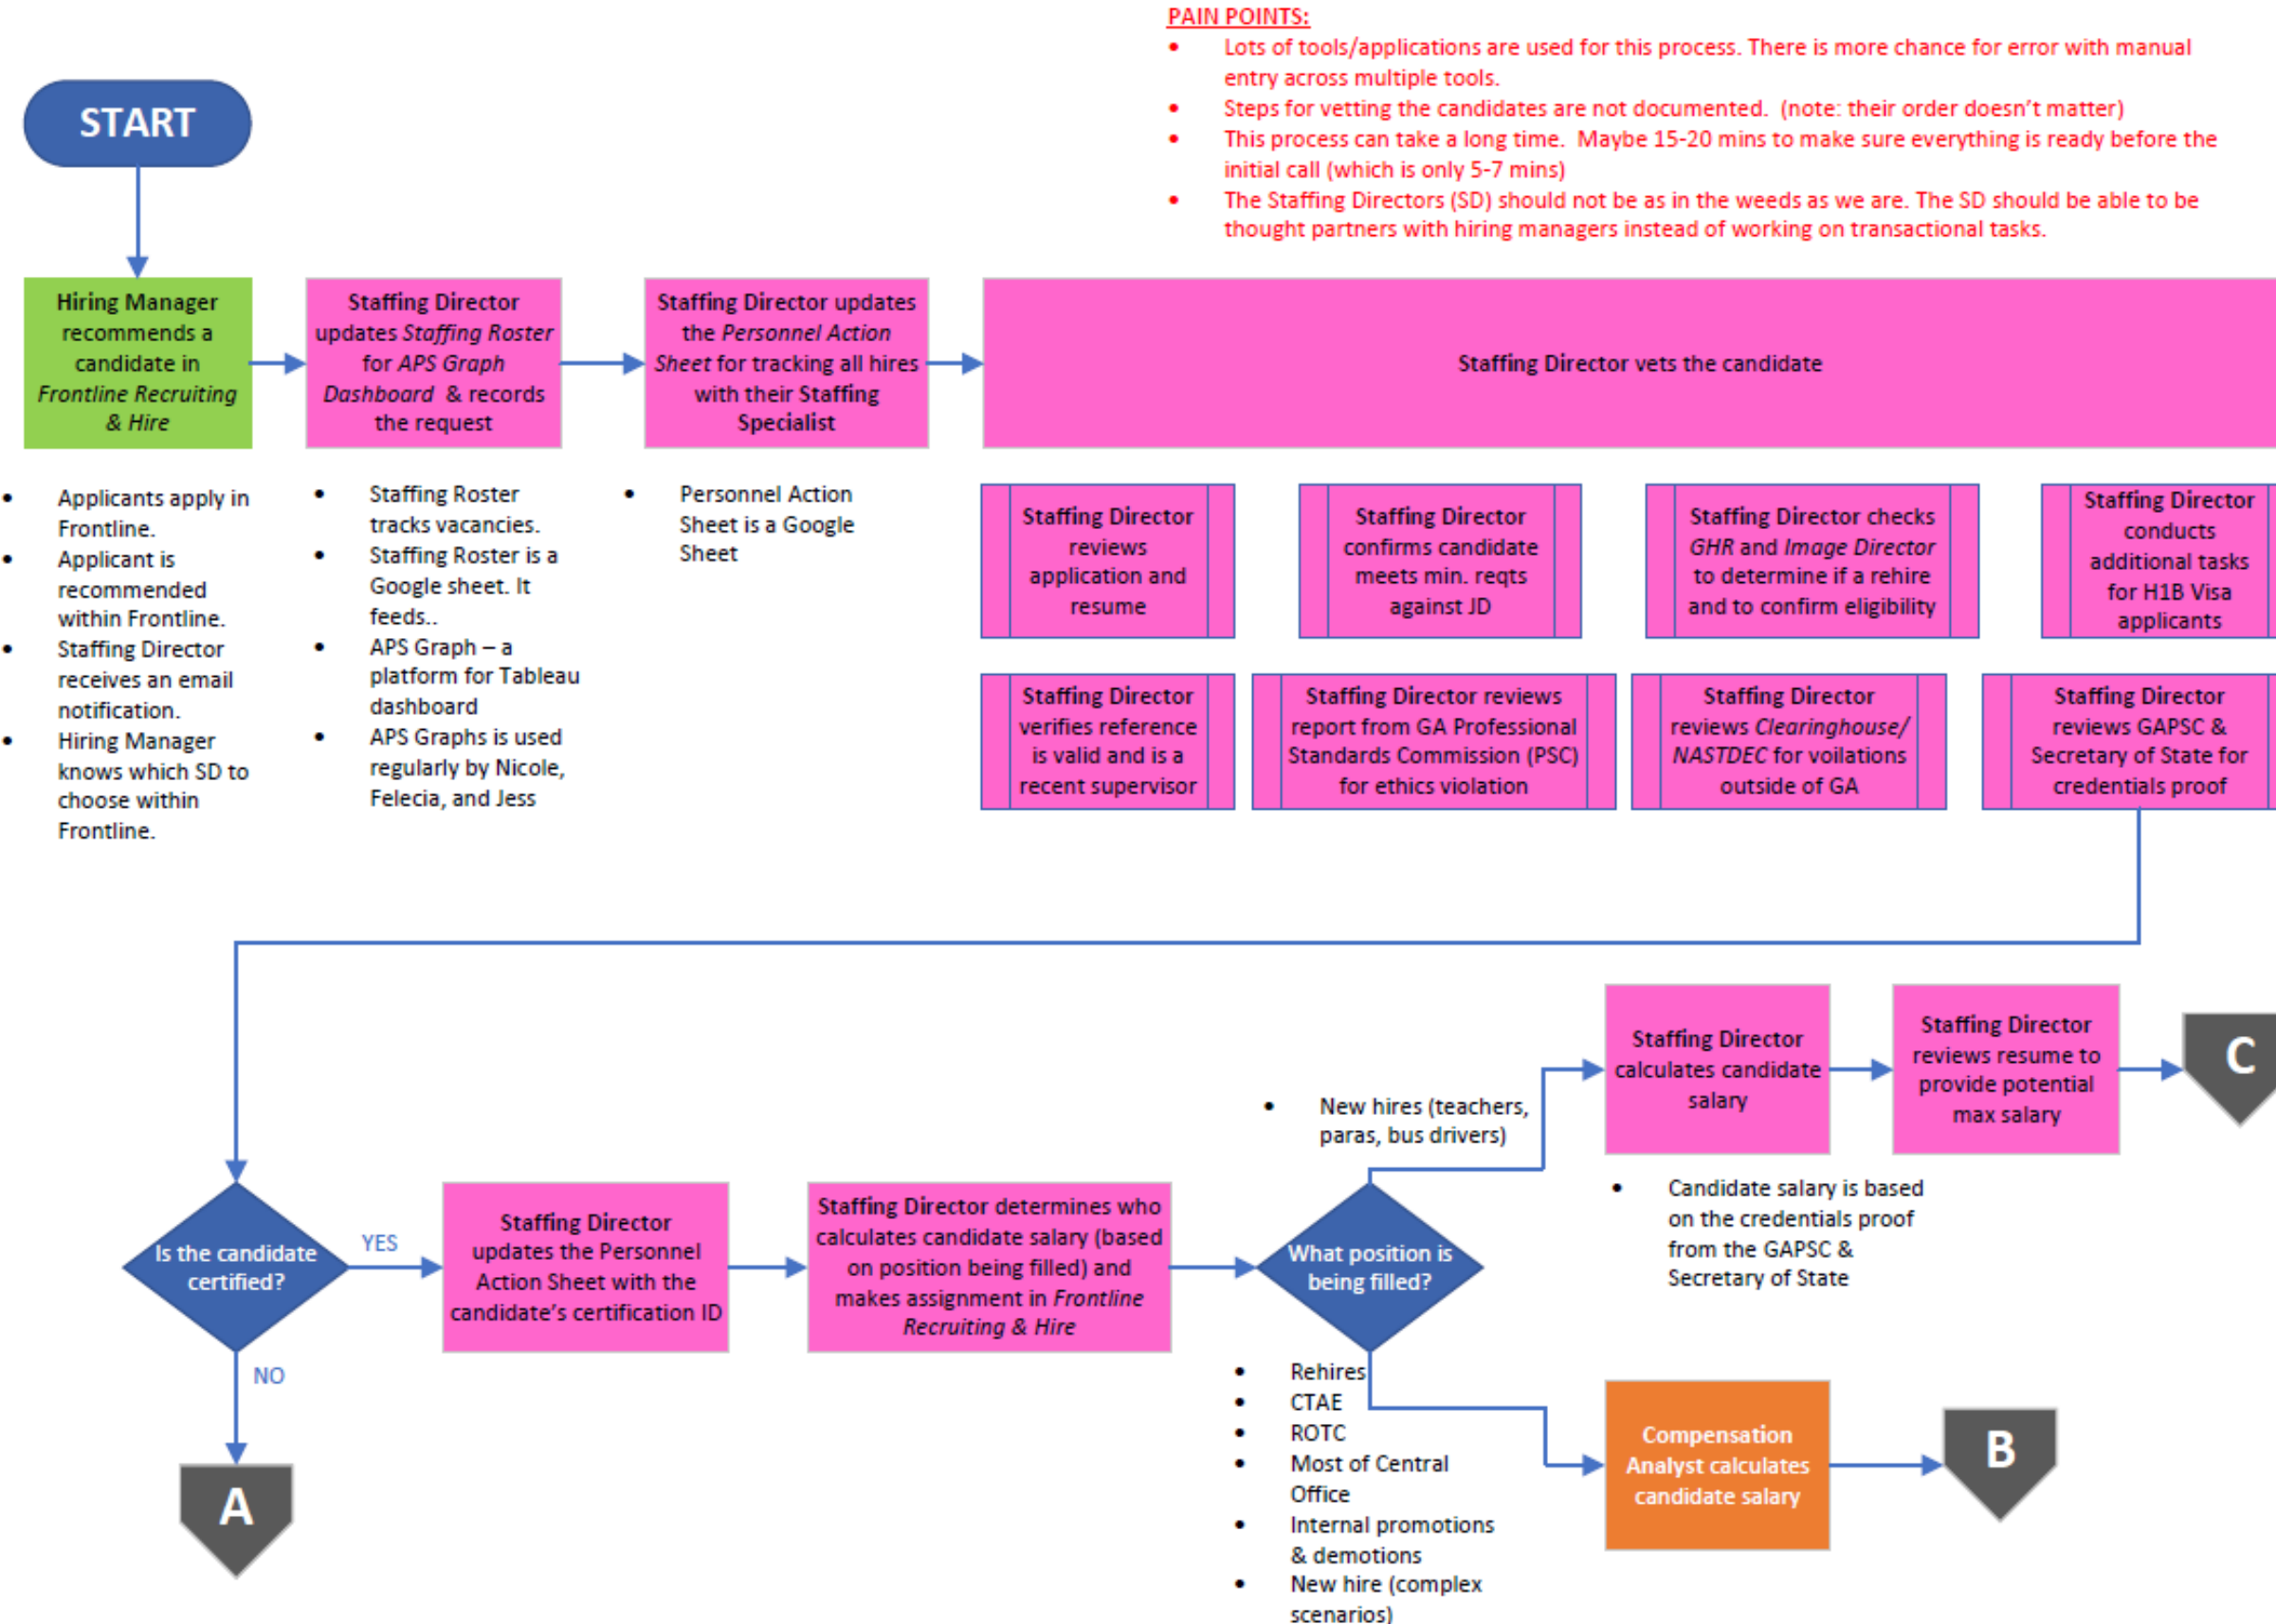 PAIN POINTS:
• Lots of tools/applications are used for this process. There is more chance for error with manual
entry across multiple tools.
• Steps for vetting the candidates are not documented. (note: their order doesn't matter)
• This process can take a long time. Maybe 15-20 mins to make sure everything is ready before the
initial call (which is only 5-7 mins)
• The Staffing Directors (SD) should not be as in the weeds as we are. The SD should be able to be
thought partners with hiring managers instead of working on transactional tasks.
START
Hiring Manager
recommends a
candidate in
Frontline Recruiting
& Hire
Staffing Director
updates Staffing Roster
for APS Graph
Dashboard & records
the request
Staffing Director updates
the Personnel Action
Sheet for tracking all hires
with their Staffing
Specialist
Staffing Director vets the candidate
• Applicants apply in
Frontline.
• Applicant is
recommended
within Frontline.
• Staffing Director
receives an email
notification.
• Hiring Manager
knows which SD to
choose within
Frontline.
• Staffing Roster
tracks vacancies.
• Staffing Roster is a
Google sheet. It
feeds..
• APS Graph – a
platform for Tableau
dashboard
• APS Graphs is used
regularly by Nicole,
Felecia, and Jess
• Personnel Action
Sheet is a Google
Sheet
Staffing Director
reviews
application and
resume
Staffing Director
confirms candidate
meets min. reqts
against JD
Staffing Director checks
GHR and Image Director
to determine if a rehire
and to confirm eligibility
Staffing Director
conducts
additional tasks
for H1B Visa
applicants
Staffing Director
verifies reference
is valid and is a
recent supervisor
Staffing Director reviews
report from GA Professional
Standards Commission (PSC)
for ethics violation
Staffing Director
reviews Clearinghouse/
NASTDEC for voilations
outside of GA
Staffing Director
reviews GAPSC &
Secretary of State for
credentials proof
Is the candidate
certified?
YES
NO
A
Staffing Director
updates the Personnel
Action Sheet with the
candidate's certification ID
Staffing Director determines who
calculates candidate salary (based
on position being filled) and
makes assignment in Frontline
Recruiting & Hire
What position is
being filled?
• New hires (teachers,
paras, bus drivers)
Staffing Director
calculates candidate
salary
Staffing Director
reviews resume to
provide potential
max salary
C
• Candidate salary is based
on the credentials proof
from the GAPSC &
Secretary of State
• Rehires
• CTAE
• ROTC
• Most of Central
Office
• Internal promotions
& demotions
• New hire (complex
scenarios)
Compensation
Analyst calculates
candidate salary
B